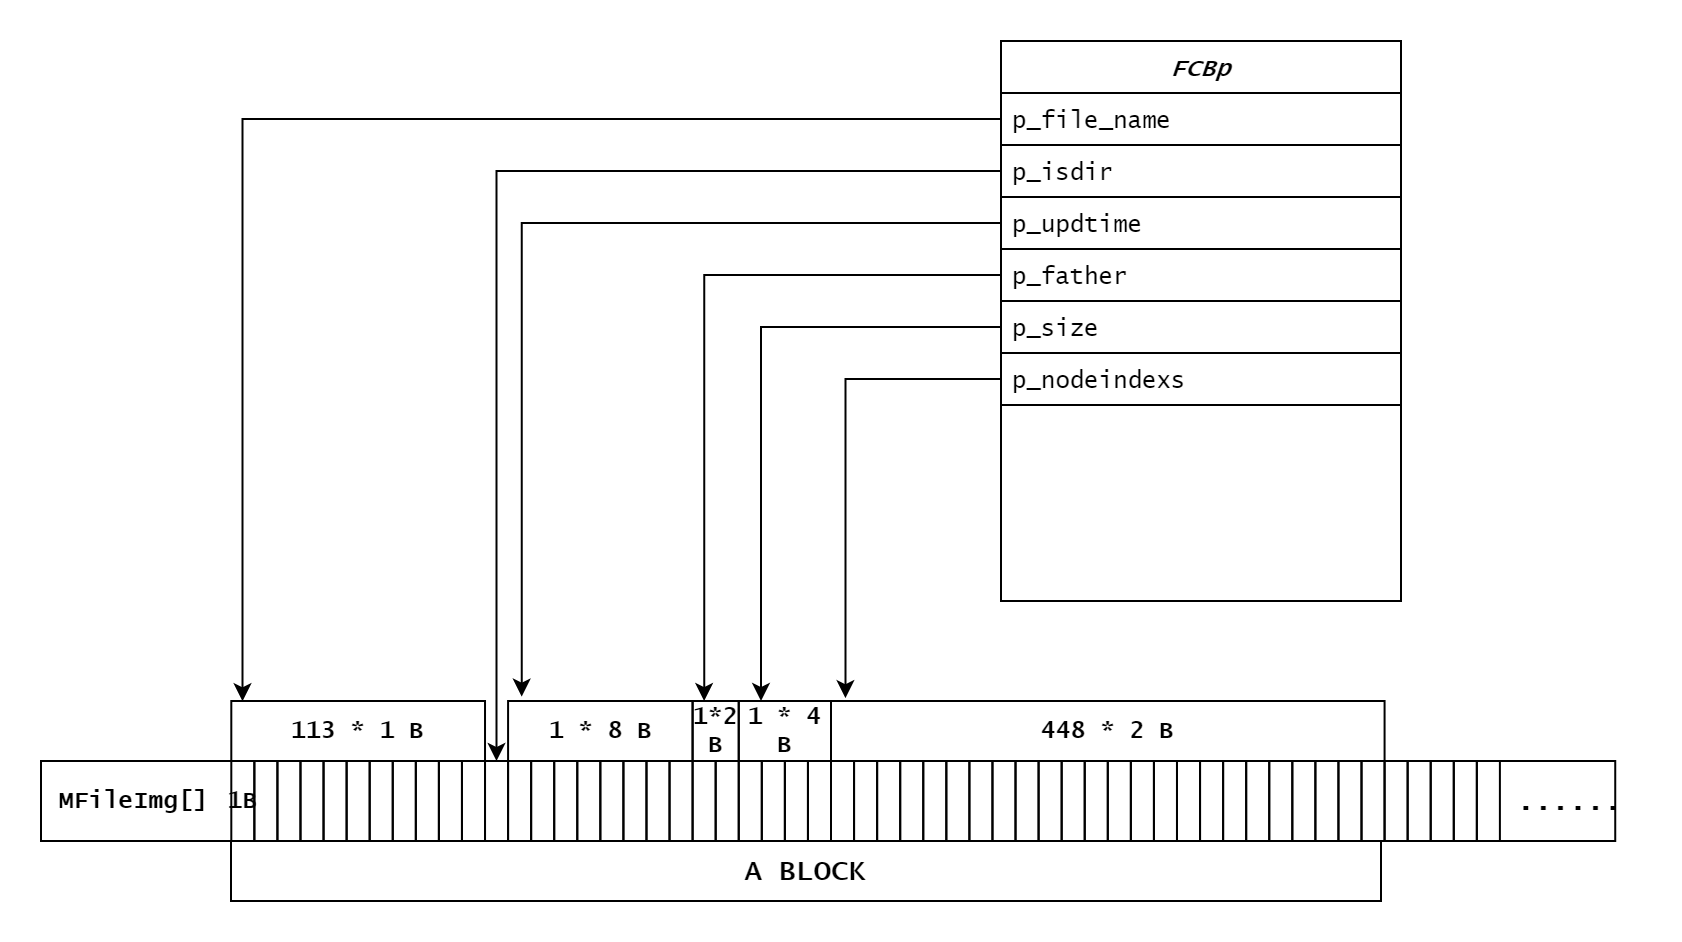 FCBp
p_file_name
p_isdir
p_updtime
p_father
p_size
p_nodeindexs
113 * 1 B
1 * 8 B
1*2
B
1 * 4
B
448 * 2 B
MFileImg[]
1B
......
A BLOCK